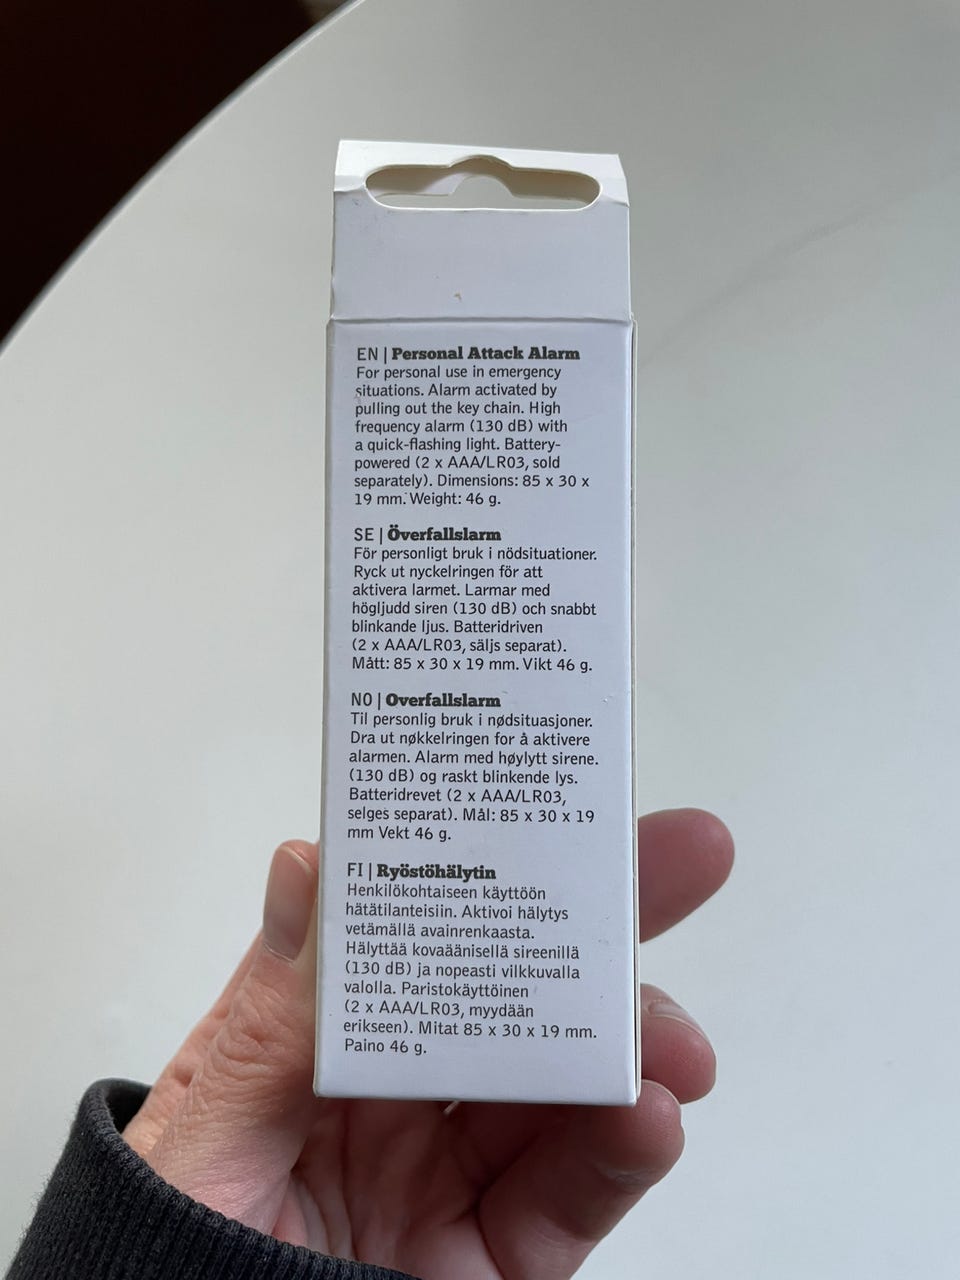 EN | Personal Attack Alarm
For personal use in emergency
situations. Alarm activated by
pulling out the key chain. High
frequency alarm (130 dB) with
a quick-flashing light. Battery-
powered (2 x AAA/LR03, sold
separately). Dimensions: 85 x 30 x
19 mm. Weight: 46 g.
SE | Överfallslarm
För personligt bruk i nödsituationer.
Ryck ut nyckelringen för att
aktivera larmet. Larmar med
högljudd siren (130 dB) och snabbt
blinkande ljus. Batteridriven
(2 x AAA/LR03, säljs separat).
Mått: 85 x 30 x 19 mm. Vikt 46 g.
NO | Overfallslarm
Til personlig bruk i nødsituasjoner.
Dra ut nøkkelringen for å aktivere
alarmen. Alarm med høylytt sirene.
(130 dB) og raskt blinkende lys.
Batteridrevet (2 x AAA/LR03,
selges separat). Mål: 85 x 30 x 19
mm Vekt 46 g.
FI | Ryöstöhälytin
Henkilökohtaiseen käyttöön
hätätilanteisiin. Aktivoi hälytys
vetämällä avainrenkaasta.
Hälyttää kovaäänisellä sireenillä
(130 dB) ja nopeasti vilkkuvalla
valolla. Paristokäyttöinen
(2 x AAA/LR03, myydään
erikseen). Mitat 85 x 30 x 19 mm.
Paino 46 g.